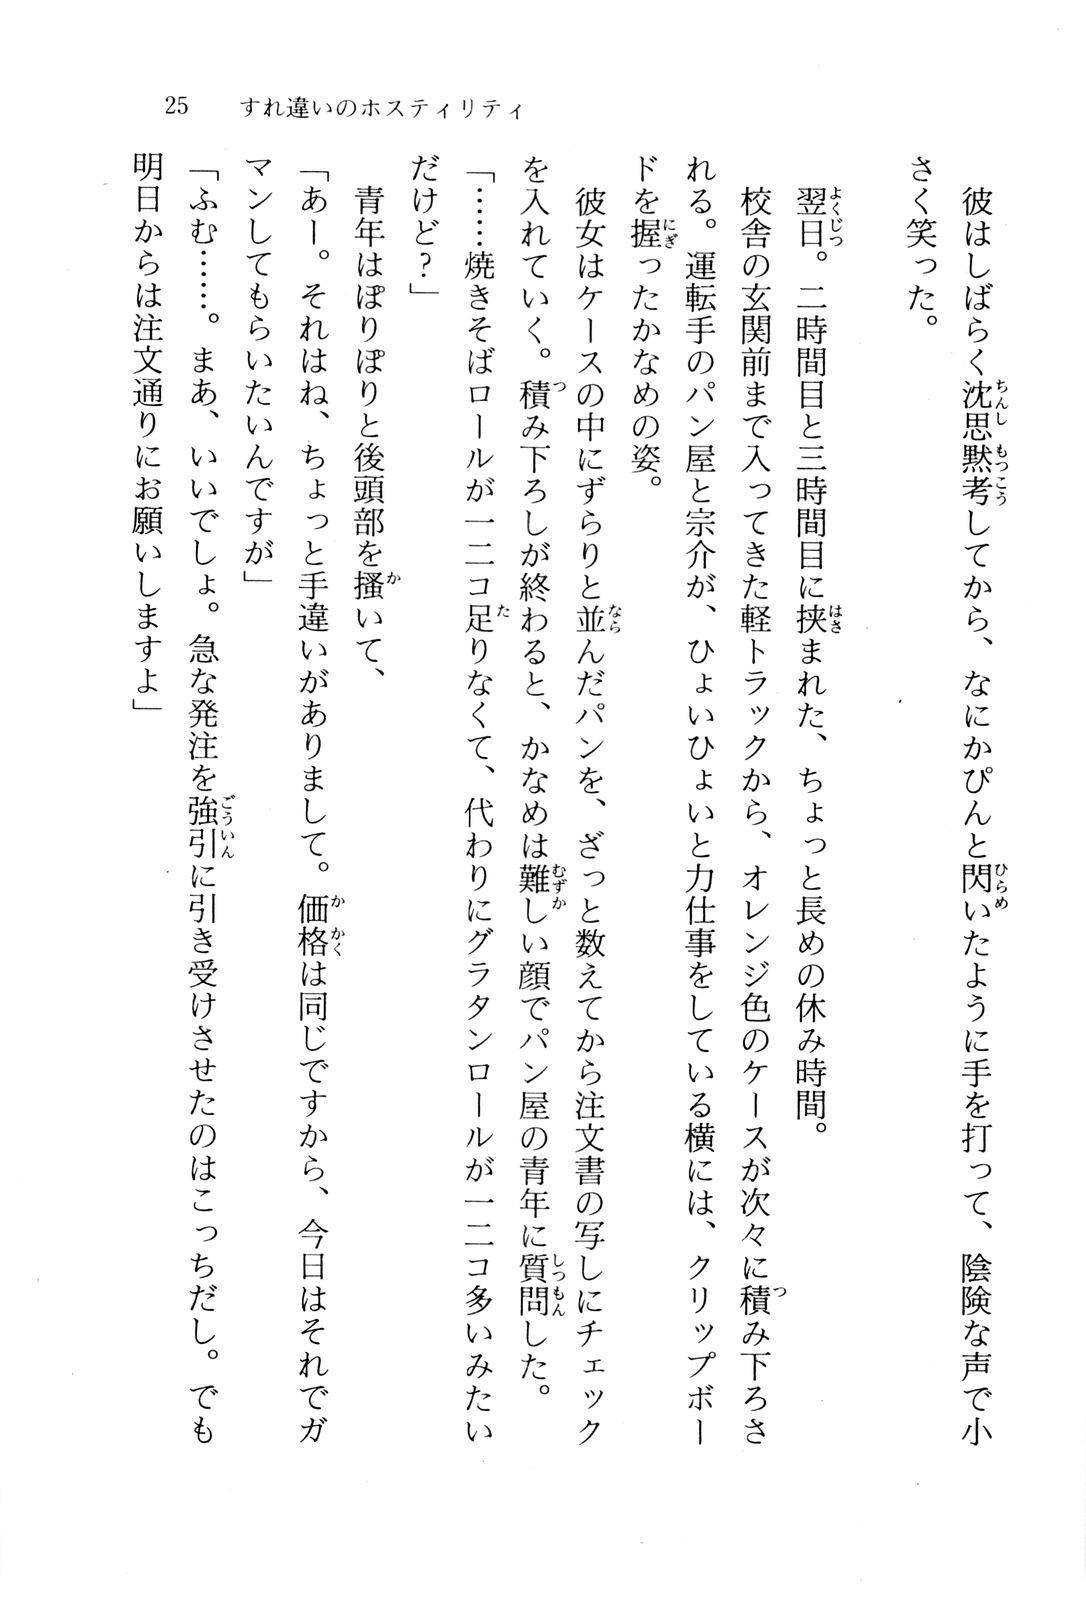 25　すれ違いのホスティリティ
　彼はしばらく沈思黙考してから、なにかぴんと閃いたように手を打って、陰険な声で小
さく笑った。
　翌日。二時間目と三時間目に挟まれた、ちょっと長めの休み時間。
　校舎の玄関前まで入ってきた軽トラックから、オレンジ色のケースが次々に積み下ろさ
れる。運転手のパン屋と宗介が、ひょいひょいと力仕事をしている横には、クリップボー
ドを握ったかなめの姿。
　彼女はケースの中にずらりと並んだパンを、ざっと数えてから注文書の写しにチェック
を入れていく。積み下ろしが終わると、かなめは難しい顔でパン屋の青年に質問した。
「……焼きそばロールが一二コ足りなくて、代わりにグラタンロールが一二コ多いみたい
だけど？」
　青年はぽりぽりと後頭部を掻いて、
「あー。それはね、ちょっと手違いがありまして。価格は同じですから、今日はそれでガ
マンしてもらいたいんですが」
「ふむ……。まあ、いいでしょ。急な発注を強引に引き受けさせたのはこっちだし。でも
明日からは注文通りにお願いしますよ」